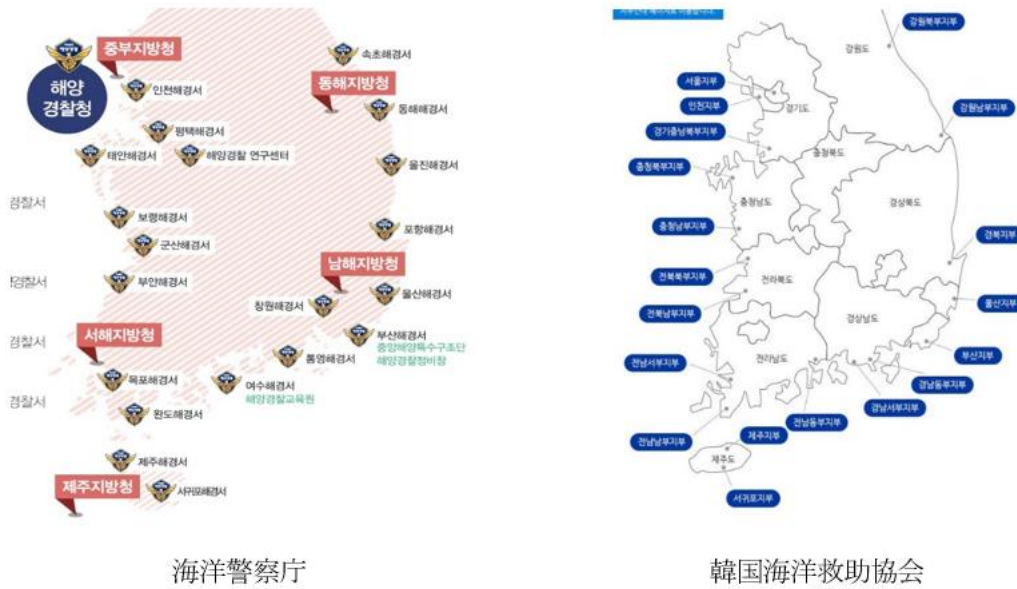 중부지방청
속초해경서
해양
경찰청
인천해경서
동해지방청
동해해경서
평택해경서
태안해경서
해양경찰 연구센터
울진해경서
경찰서
보령해경서
포항해경서
군산해경서
남해지방청
경찰서
부안해경서
울산해경서
창원해경서
서해지방청
부산해경서
중앙해양특수구조단
경찰서
통영해경서
목포해경서
여수해경서
해양경찰교육원
경찰서
완도해경서
제주해경서
제주지방청
서귀포해경서
海洋警察庁
강원북부지부
강원도
서울지부
인천지부
경기도
강원남부지부
경기충남북부지부
충청북도
충청북부지부
충청남도
경상북도
충청남부지부
경북지부
전북북부지부
전라북도
울산지부
전북남부지부
경상남도
부산지부
전라남도
전남서부지부
경남동부지부
경남서부지부
전남동부지부
전남남부지부
제주지부
제주도
서귀포지부
韓国海洋救助協会